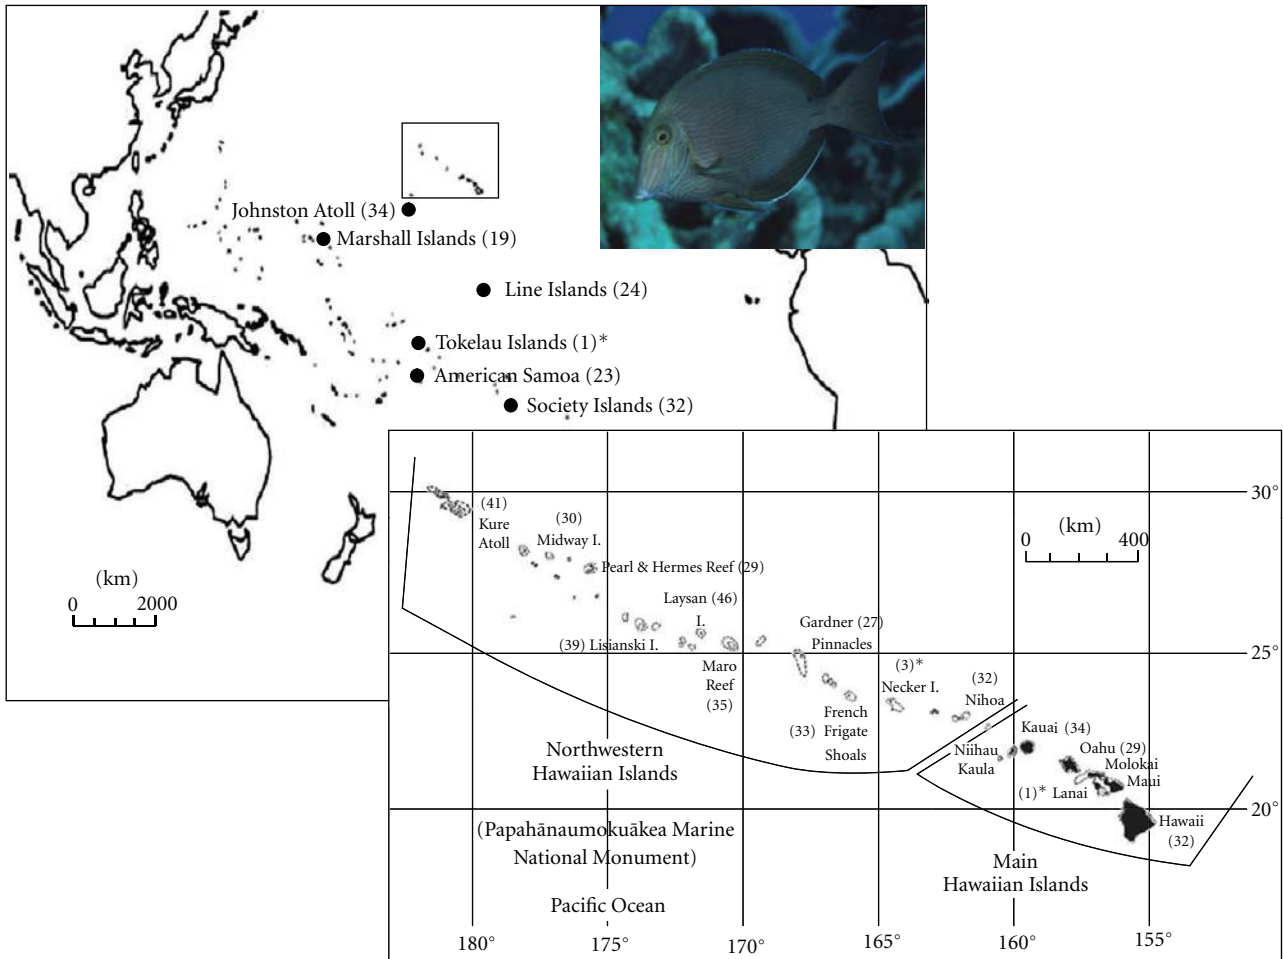 Johnston Atoll (34)
Marshall Islands (19)
Line Islands (24)
Tokelau Islands (1)*
American Samoa (23)
Society Islands (32)
(km)
0 2000
30°
25°
20°
(km)
0 400
(41)
Kure
Atoll
(30)
Midway I.
Pearl & Hermes Reef (29)
Laysan (46)
I.
(39) Lisianski I.
Maro
Reef
(35)
Gardner (27)
Pinnacles
(3)*
Necker I.
(32)
Nihoa
French
(33) Frigate
Shoals
Kauai (34)
Niihau
Kaula
Oahu (29)
Molokai
Maui
(1)* Lanai
Hawaii
(32)
Northwestern
Hawaiian Islands
(Papahānaumokuākea Marine
National Monument)
Pacific Ocean
Main
Hawaiian Islands
180° 175° 170° 165° 160° 155°